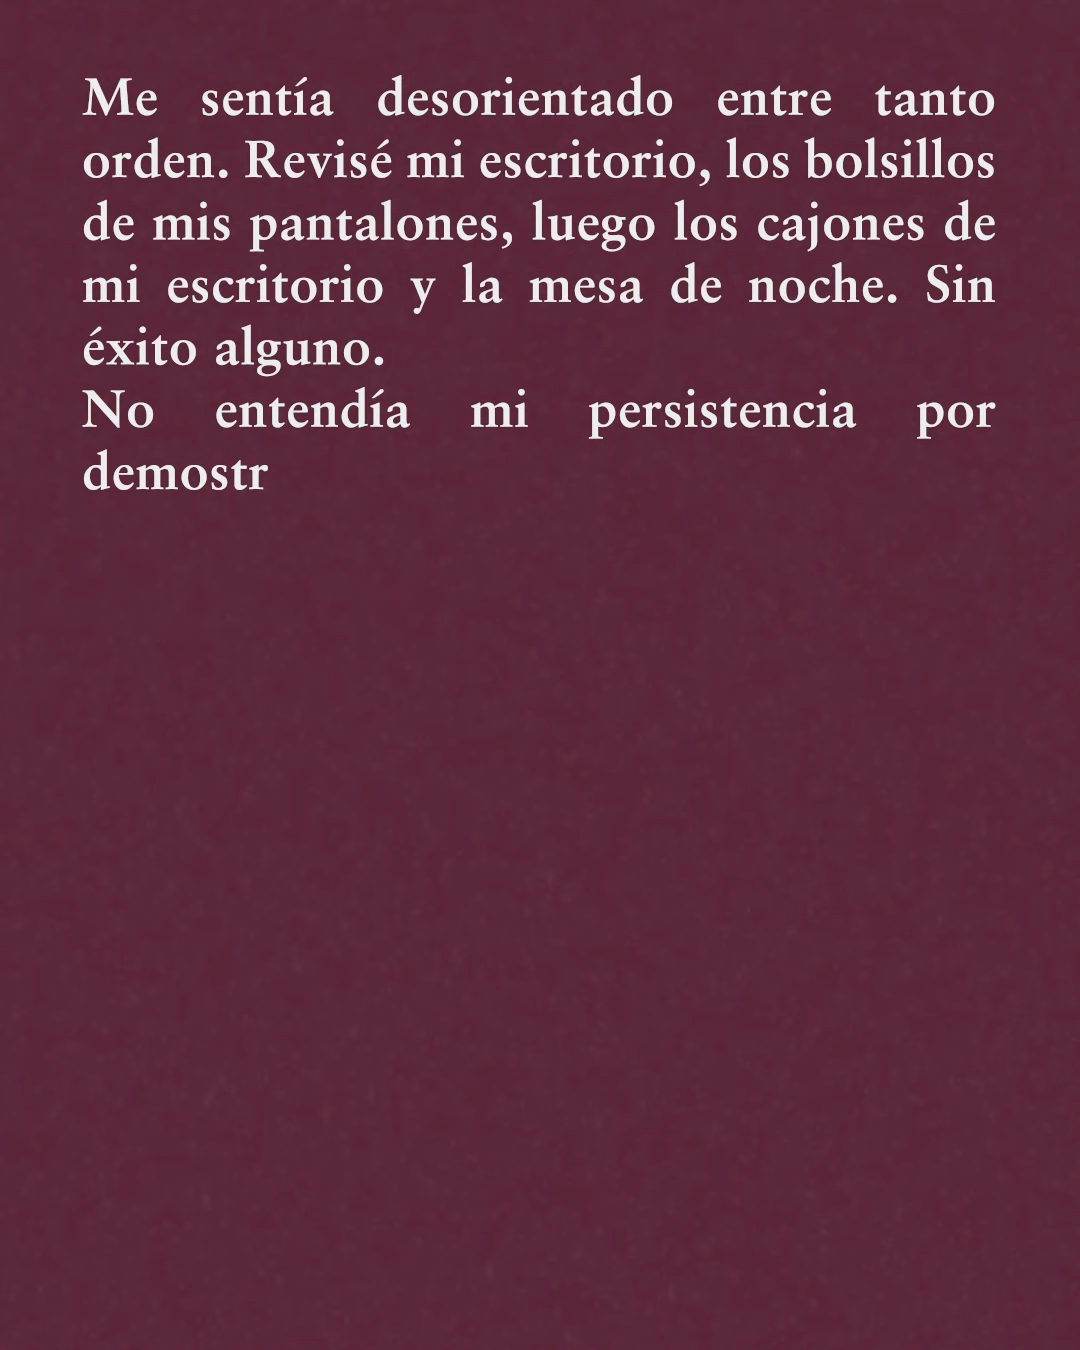 Me sentía desorientado entre tanto
orden. Revisé mi escritorio, los bolsillos
de mis pantalones, luego los cajones de
mi escritorio y la mesa de noche. Sin
éxito alguno.
No entendía mi persistencia por
demostr